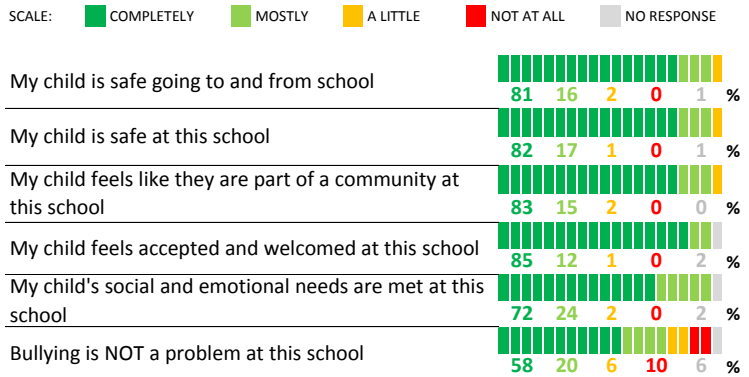 SCALE: COMPLETELY MOSTLY A LITTLE NOT AT ALL NO RESPONSE
My child is safe going to and from school
81 16 2 0 1 %
My child is safe at this school
82 17 1 0 1 %
My child feels like they are part of a community at
this school
83 15 2 0 0 %
My child feels accepted and welcomed at this school
85 12 1 0 2 %
My child's social and emotional needs are met at this
school
72 24 2 0 2 %
Bullying is NOT a problem at this school
58 20 6 10 6 %